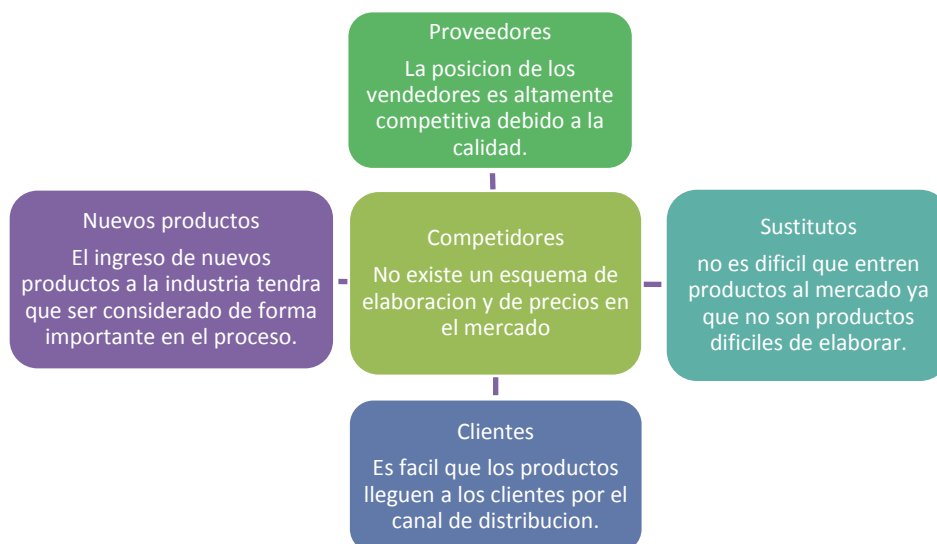 Proveedores
La posicion de los
vendedores es altamente
competitiva debido a la
calidad.
Nuevos productos
El ingreso de nuevos
productos a la industria tendra
que ser considerado de forma
importante en el proceso.
Competidores
No existe un esquema de
elaboracion y de precios en
el mercado
Sustitutos
no es dificil que entren
productos al mercado ya
que no son productos
dificiles de elaborar.
Clientes
Es facil que los productos
lleguen a los clientes por el
canal de distribucion.